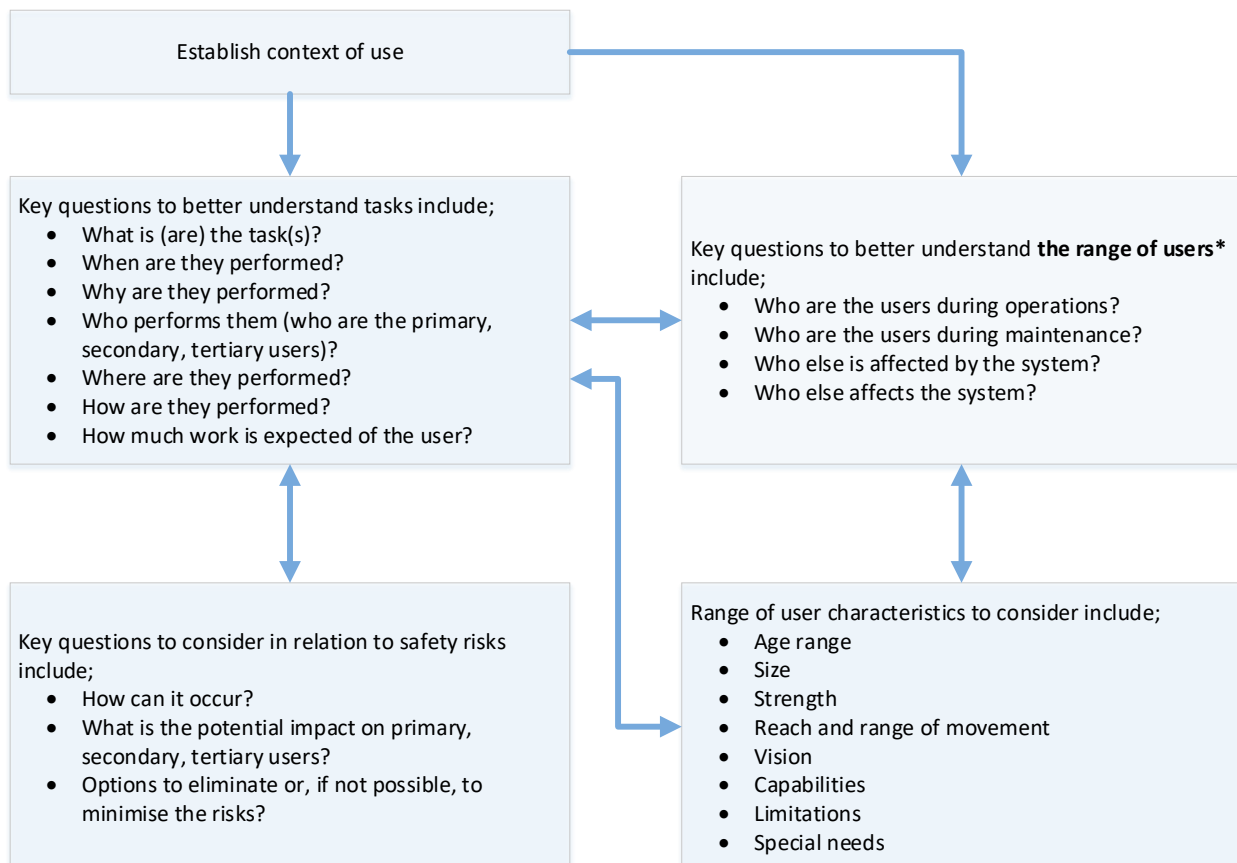 Establish context of use
Key questions to better understand tasks include;
• What is (are) the task(s)?
• When are they performed?
• Why are they performed?
• Who performs them (who are the primary,
secondary, tertiary users)?
• Where are they performed?
• How are they performed?
• How much work is expected of the user?
Key questions to better understand the range of users*
include;
• Who are the users during operations?
• Who are the users during maintenance?
• Who else is affected by the system?
• Who else affects the system?
Key questions to consider in relation to safety risks
include;
• How can it occur?
• What is the potential impact on primary,
secondary, tertiary users?
• Options to eliminate or, if not possible, to
minimise the risks?
Range of user characteristics to consider include;
• Age range
• Size
• Strength
• Reach and range of movement
• Vision
• Capabilities
• Limitations
• Special needs